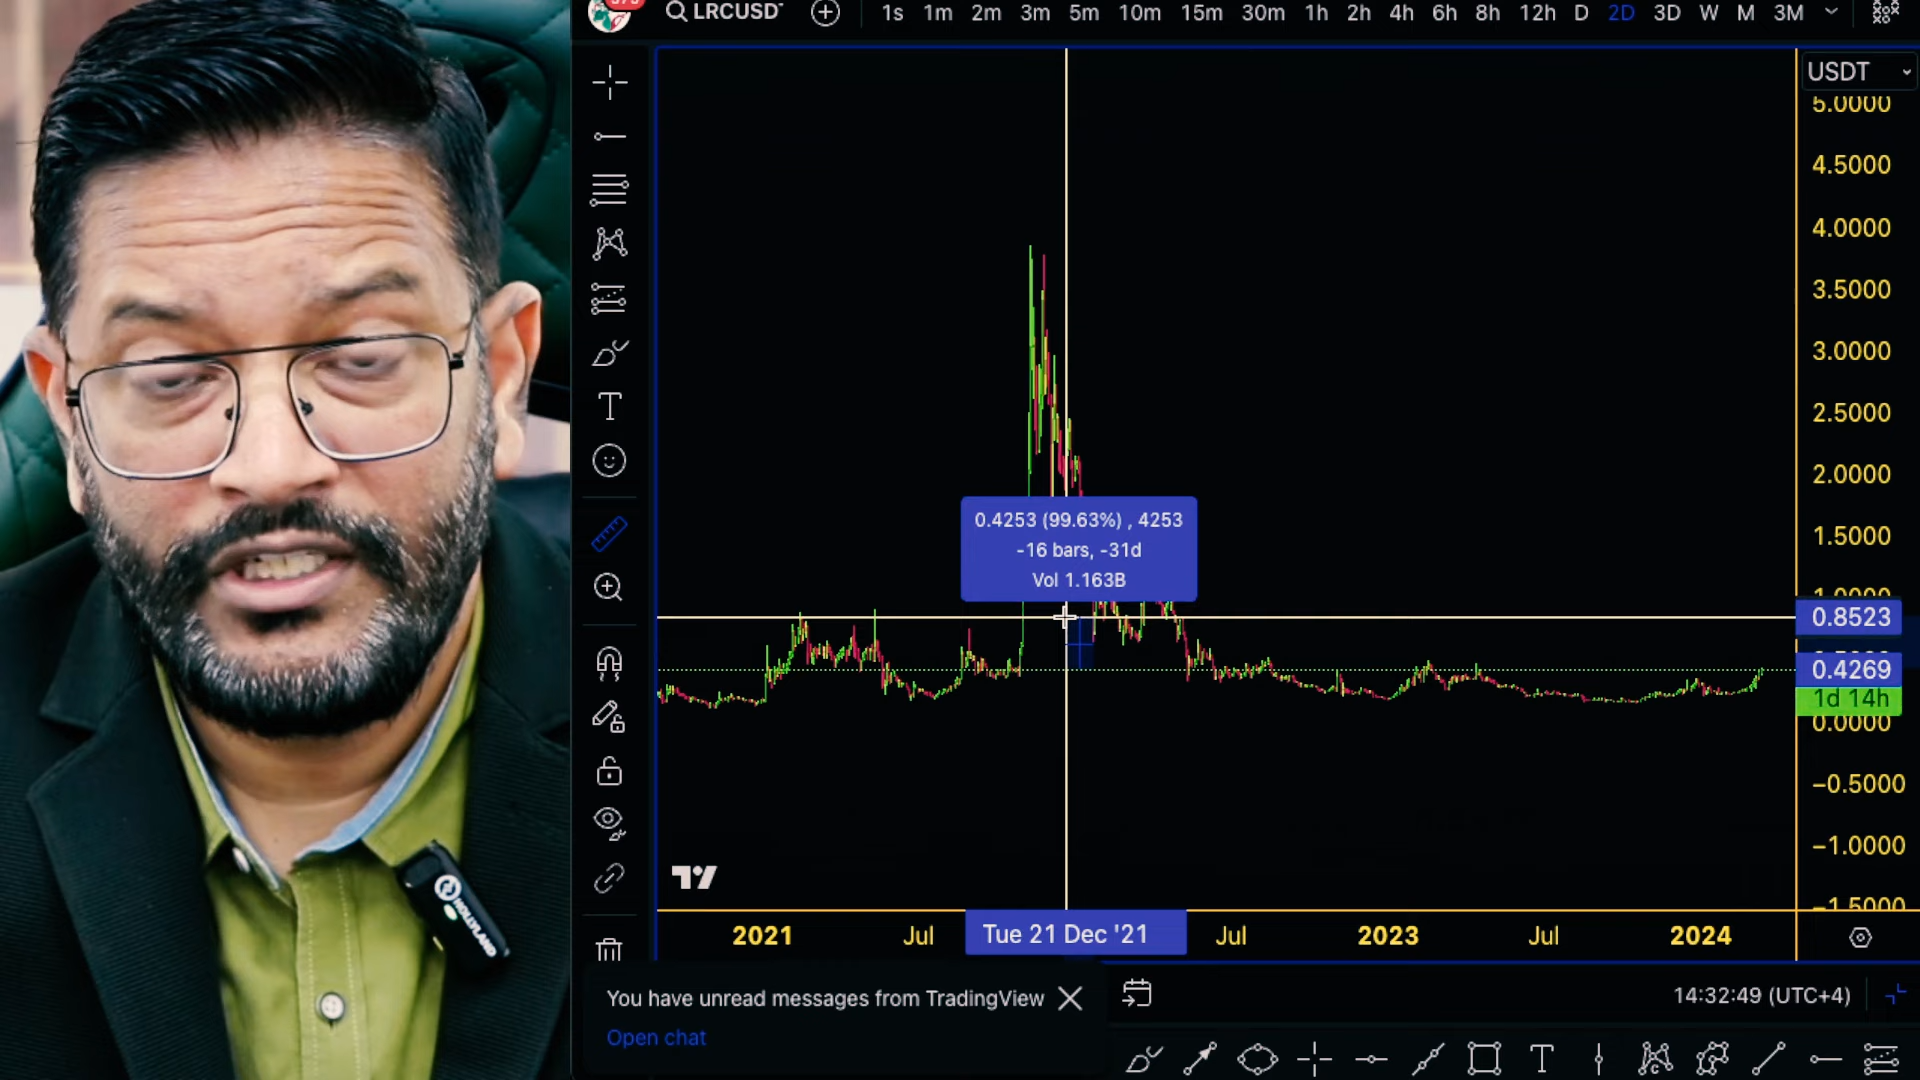 LRCUSDT
1s 1m 2m 3m 5m 10m 15m 30m 1h 2h 4h 6h 8h 12h D 2D 3D W M 3M
USDT
5.0000
4.5000
4.0000
3.5000
3.0000
2.5000
2.0000
1.5000
1.0000
0.8523
0.4269
1d 14h
0.0000
−0.5000
−1.0000
−1.5000
0.4253 (99.63%) , 4253
-16 bars, -31d
Vol 1.163B
2021 Jul Tue 21 Dec '21 Jul 2023 Jul 2024
HOLLYLAND
You have unread messages from TradingView
Open chat
14:32:49 (UTC+4)